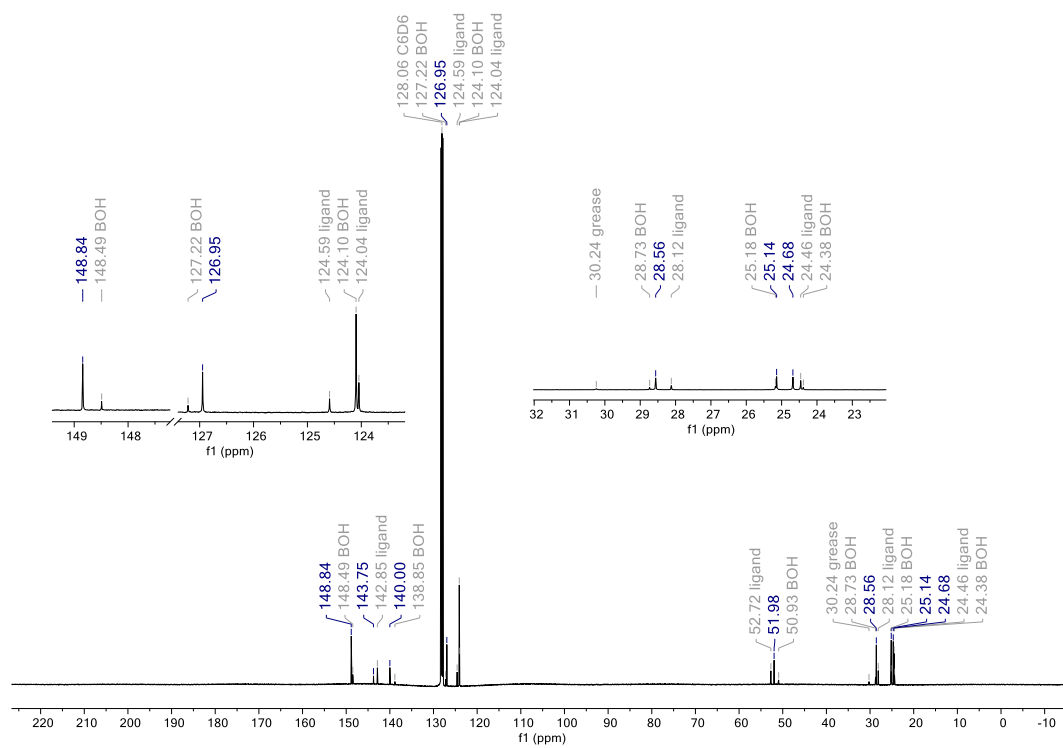 128.06 C6D6
127.22 BOH
126.95
124.59 ligand
124.10 BOH
124.04 ligand
148.84
148.49 BOH
127.22 BOH
126.95
124.59 ligand
124.10 BOH
124.04 ligand
30.24 grease
28.73 BOH
28.56
28.12 ligand
25.18 BOH
25.14
24.68
24.46 ligand
24.38 BOH
149 148 127 126 125 124
f1 (ppm)
32 31 30 29 28 27 26 25 24 23
f1 (ppm)
148.84
148.49 BOH
143.75
142.85 ligand
140.00
138.85 BOH
52.72 ligand
51.98
50.93 BOH
30.24 grease
28.73 BOH
28.56
28.12 ligand
25.18 BOH
25.14
24.68
24.46 ligand
24.38 BOH
220 210 200 190 180 170 160 150 140 130 120 110 100 90 80 70 60 50 40 30 20 10 0 -10
f1 (ppm)